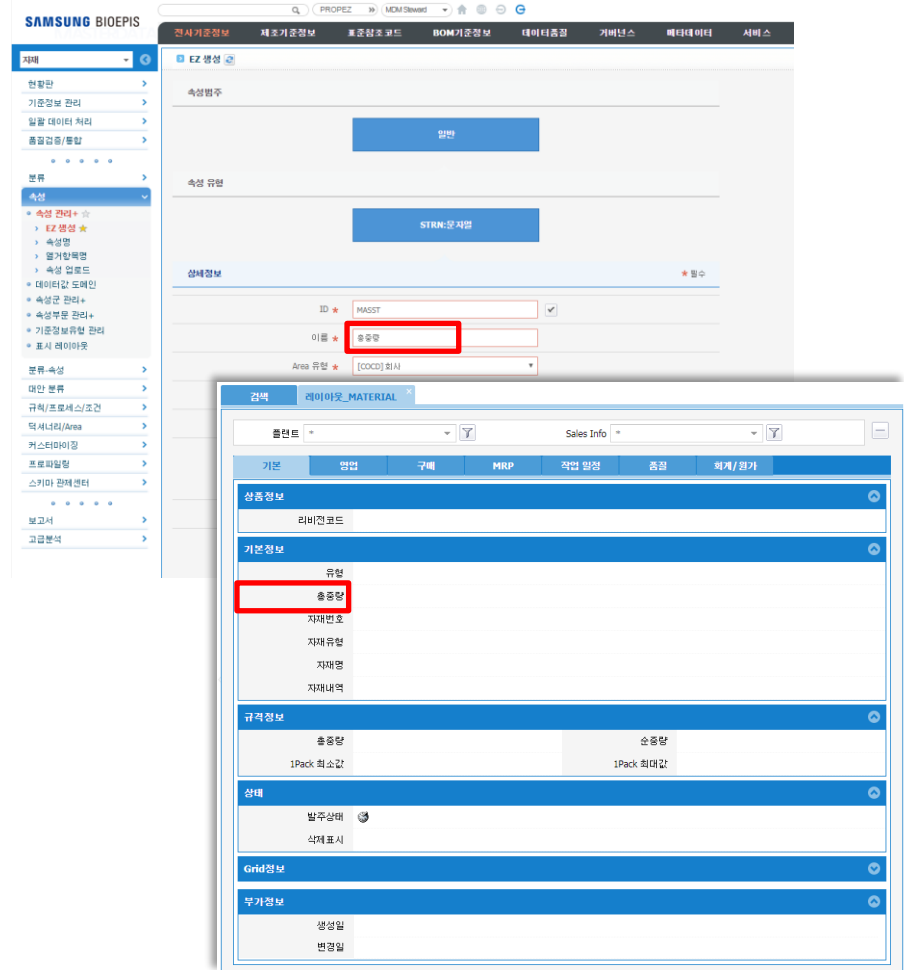 SAMSUNG BIOEPIS
PROPEZ
MDM Steward
전사기준정보 제조기준정보 표준참조코드 BOM기준정보 데이터품질 거버넌스 메타데이터 서비스
자재
EZ 생성
현황판
기준정보 관리
일괄 데이터 처리
품질검증/통합
분류
속성
속성 관리+
EZ 생성
속성명
열거항목명
속성 업로드
데이터값 도메인
속성군 관리+
속성부문 관리+
기준정보유형 관리
표시 레이아웃
분류-속성
대안 분류
규칙/프로세스/조건
딕셔너리/Area
커스터마이징
프로파일링
스키마 관제센터
보고서
고급분석
속성범주
일반
속성 유형
STRN:문자열
상세정보 ★ 필수
ID ★ MASST
이름 ★ 총중량
Area 유형 ★ [COCD] 회사
검색 레이아웃_MATERIAL ×
플랜트 * Sales Info *
기본 영업 구매 MRP 작업 일정 품질 회계/원가
상품정보
리비전코드
기본정보
유형
총중량
자재번호
자재유형
자재명
자재내역
규격정보
총중량 순중량
1Pack 최소값 1Pack 최대값
상태
발주상태
삭제표시
Grid정보
부가정보
생성일
변경일